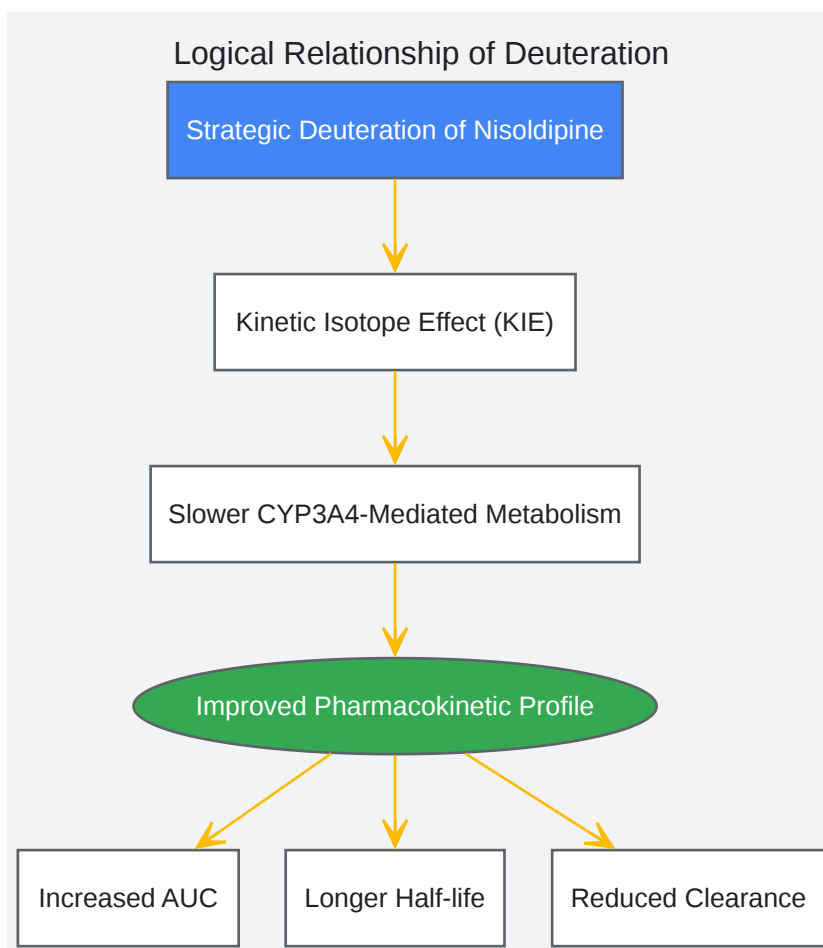 Logical Relationship of Deuteration
Strategic Deuteration of Nisoldipine
Kinetic Isotope Effect (KIE)
Slower CYP3A4-Mediated Metabolism
Improved Pharmacokinetic Profile
Increased AUC
Longer Half-life
Reduced Clearance